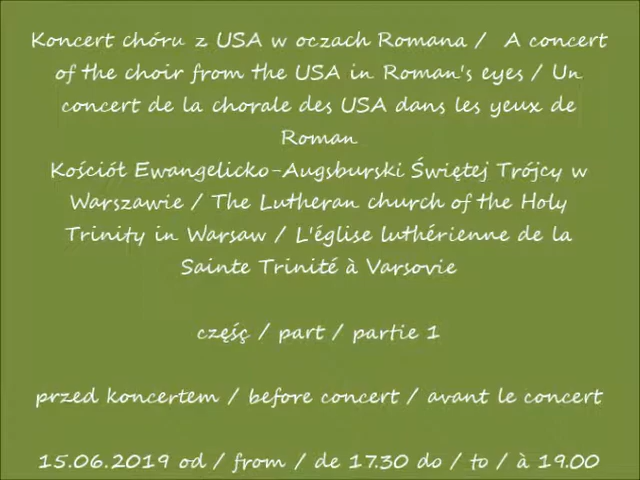 Koncert chóru z USA w oczach Romana / A concert
of the choir from the USA in Roman's eyes / Un
concert de la chorale des USA dans les yeux de
Roman
Kościół Ewangelicko-Augsburski Świętej Trójcy w
Warszawie / The Lutheran church of the Holy
Trinity in Warsaw / L'église luthérienne de la
Sainte Trinité à Varsovie
częśç / part / partie 1
przed koncertem / before concert / avant le concert
15.06.2019 od / from / de 17.30 do / to / à 19.00